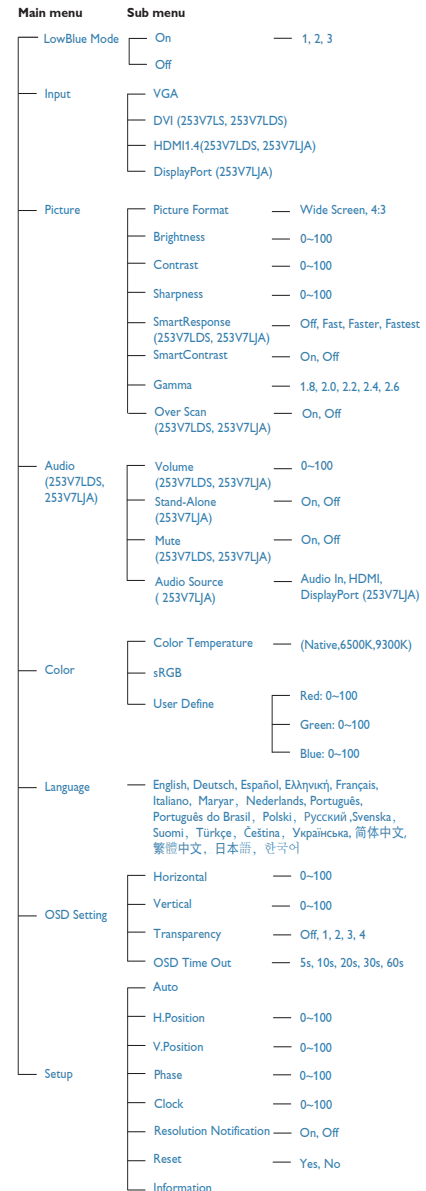 Main menu Sub menu
LowBlue Mode On 1, 2, 3
Off
Input VGA
DVI (253V7LS, 253V7LDS)
HDMI1.4(253V7LDS, 253V7LJA)
DisplayPort (253V7LJA)
Picture Picture Format Wide Screen, 4:3
Brightness 0~100
Contrast 0~100
Sharpness 0~100
SmartResponse Off, Fast, Faster, Fastest
(253V7LDS, 253V7LJA)
SmartContrast On, Off
Gamma 1.8, 2.0, 2.2, 2.4, 2.6
Over Scan On, Off
(253V7LDS, 253V7LJA)
Audio Volume 0~100
(253V7LDS, (253V7LDS, 253V7LJA)
253V7LJA) Stand-Alone On, Off
(253V7LJA)
Mute On, Off
(253V7LDS, 253V7LJA)
Audio Source Audio In, HDMI,
( 253V7LJA) DisplayPort (253V7LJA)
Color Temperature (Native,6500K,9300K)
Color sRGB
User Define Red: 0~100
Green: 0~100
Blue: 0~100
Language English, Deutsch, Español, Ελληνική, Français,
Italiano, Maryar, Nederlands, Português,
Português do Brasil, Polski, Русский ,Svenska,
Suomi, Türkçe, Čeština, Українська, 简体中文,
繁體中文, 日本語, 한국어
Horizontal 0~100
Vertical 0~100
OSD Setting Transparency Off, 1, 2, 3, 4
OSD Time Out 5s, 10s, 20s, 30s, 60s
Auto
H.Position 0~100
V.Position 0~100
Setup Phase 0~100
Clock 0~100
Resolution Notification On, Off
Reset Yes, No
Information